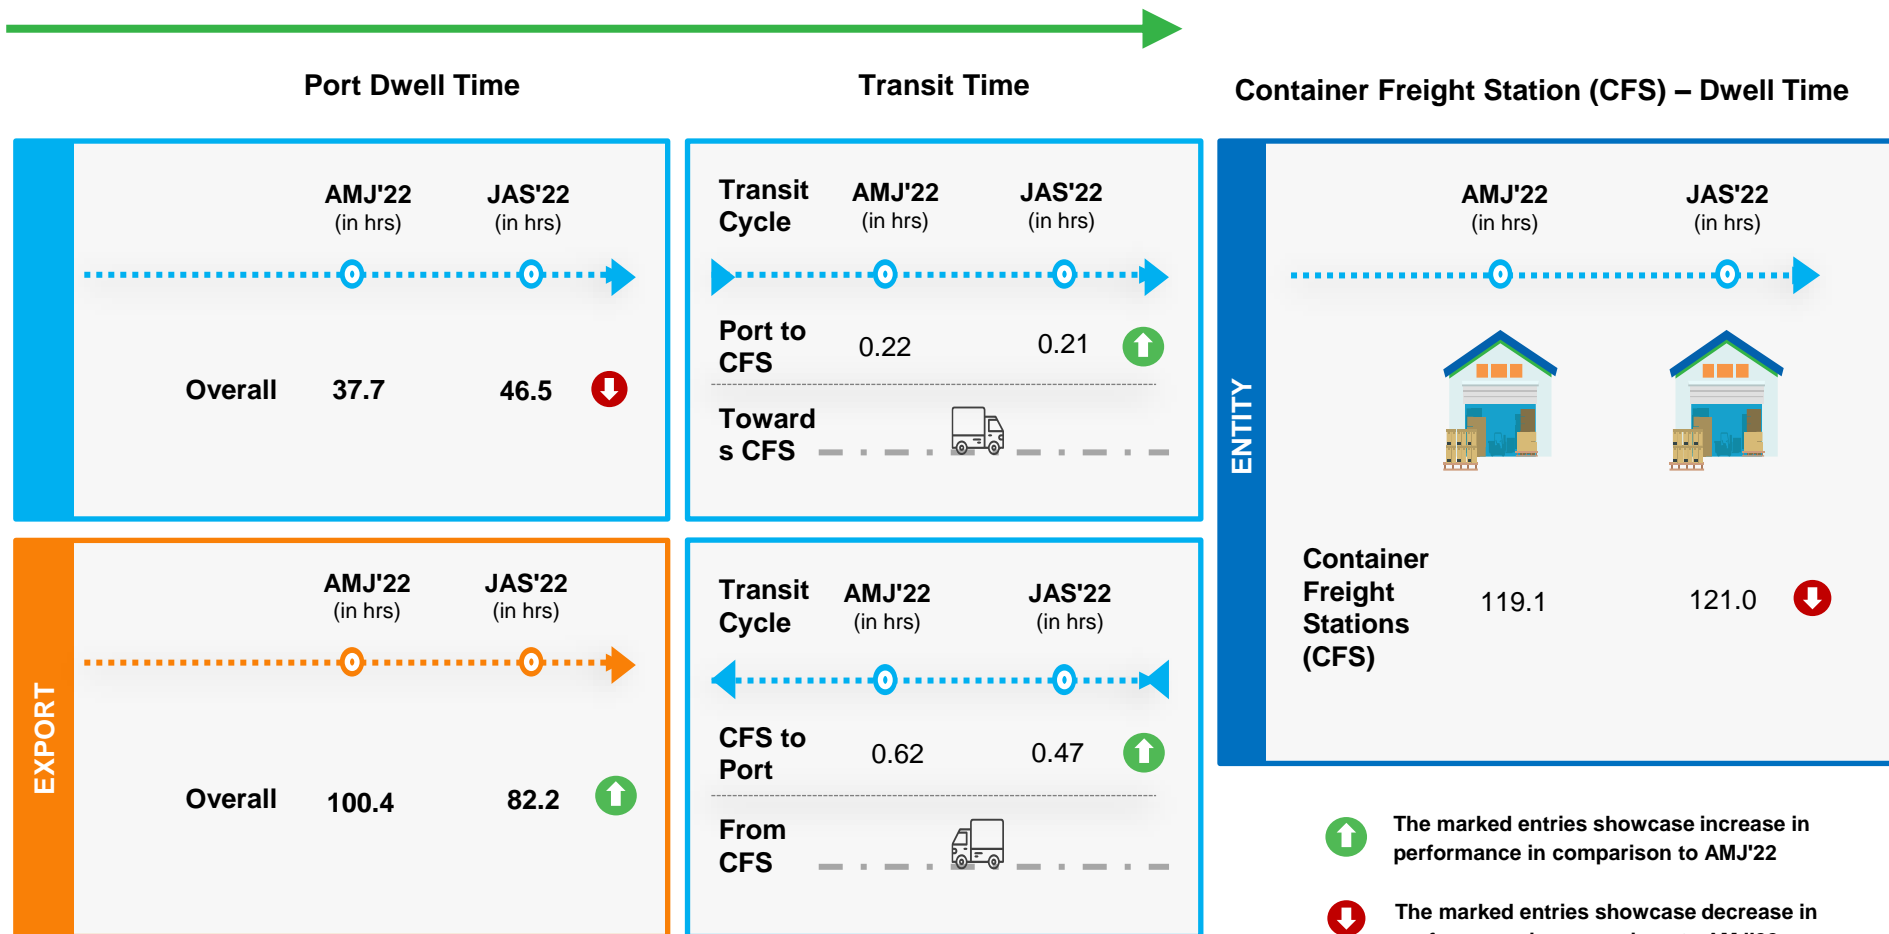 Port Dwell Time
Transit Time
Container Freight Station (CFS) – Dwell Time
AMJ'22
(in hrs)
JAS'22
(in hrs)
Overall
37.7
46.5
Transit
Cycle
AMJ'22
(in hrs)
JAS'22
(in hrs)
Port to
CFS
0.22
0.21
Toward
s CFS
ENTITY
AMJ'22
(in hrs)
JAS'22
(in hrs)
Container
Freight
Stations
(CFS)
119.1
121.0
EXPORT
AMJ'22
(in hrs)
JAS'22
(in hrs)
Overall
100.4
82.2
Transit
Cycle
AMJ'22
(in hrs)
JAS'22
(in hrs)
CFS to
Port
0.62
0.47
From
CFS
The marked entries showcase increase in
performance in comparison to AMJ'22
The marked entries showcase decrease in